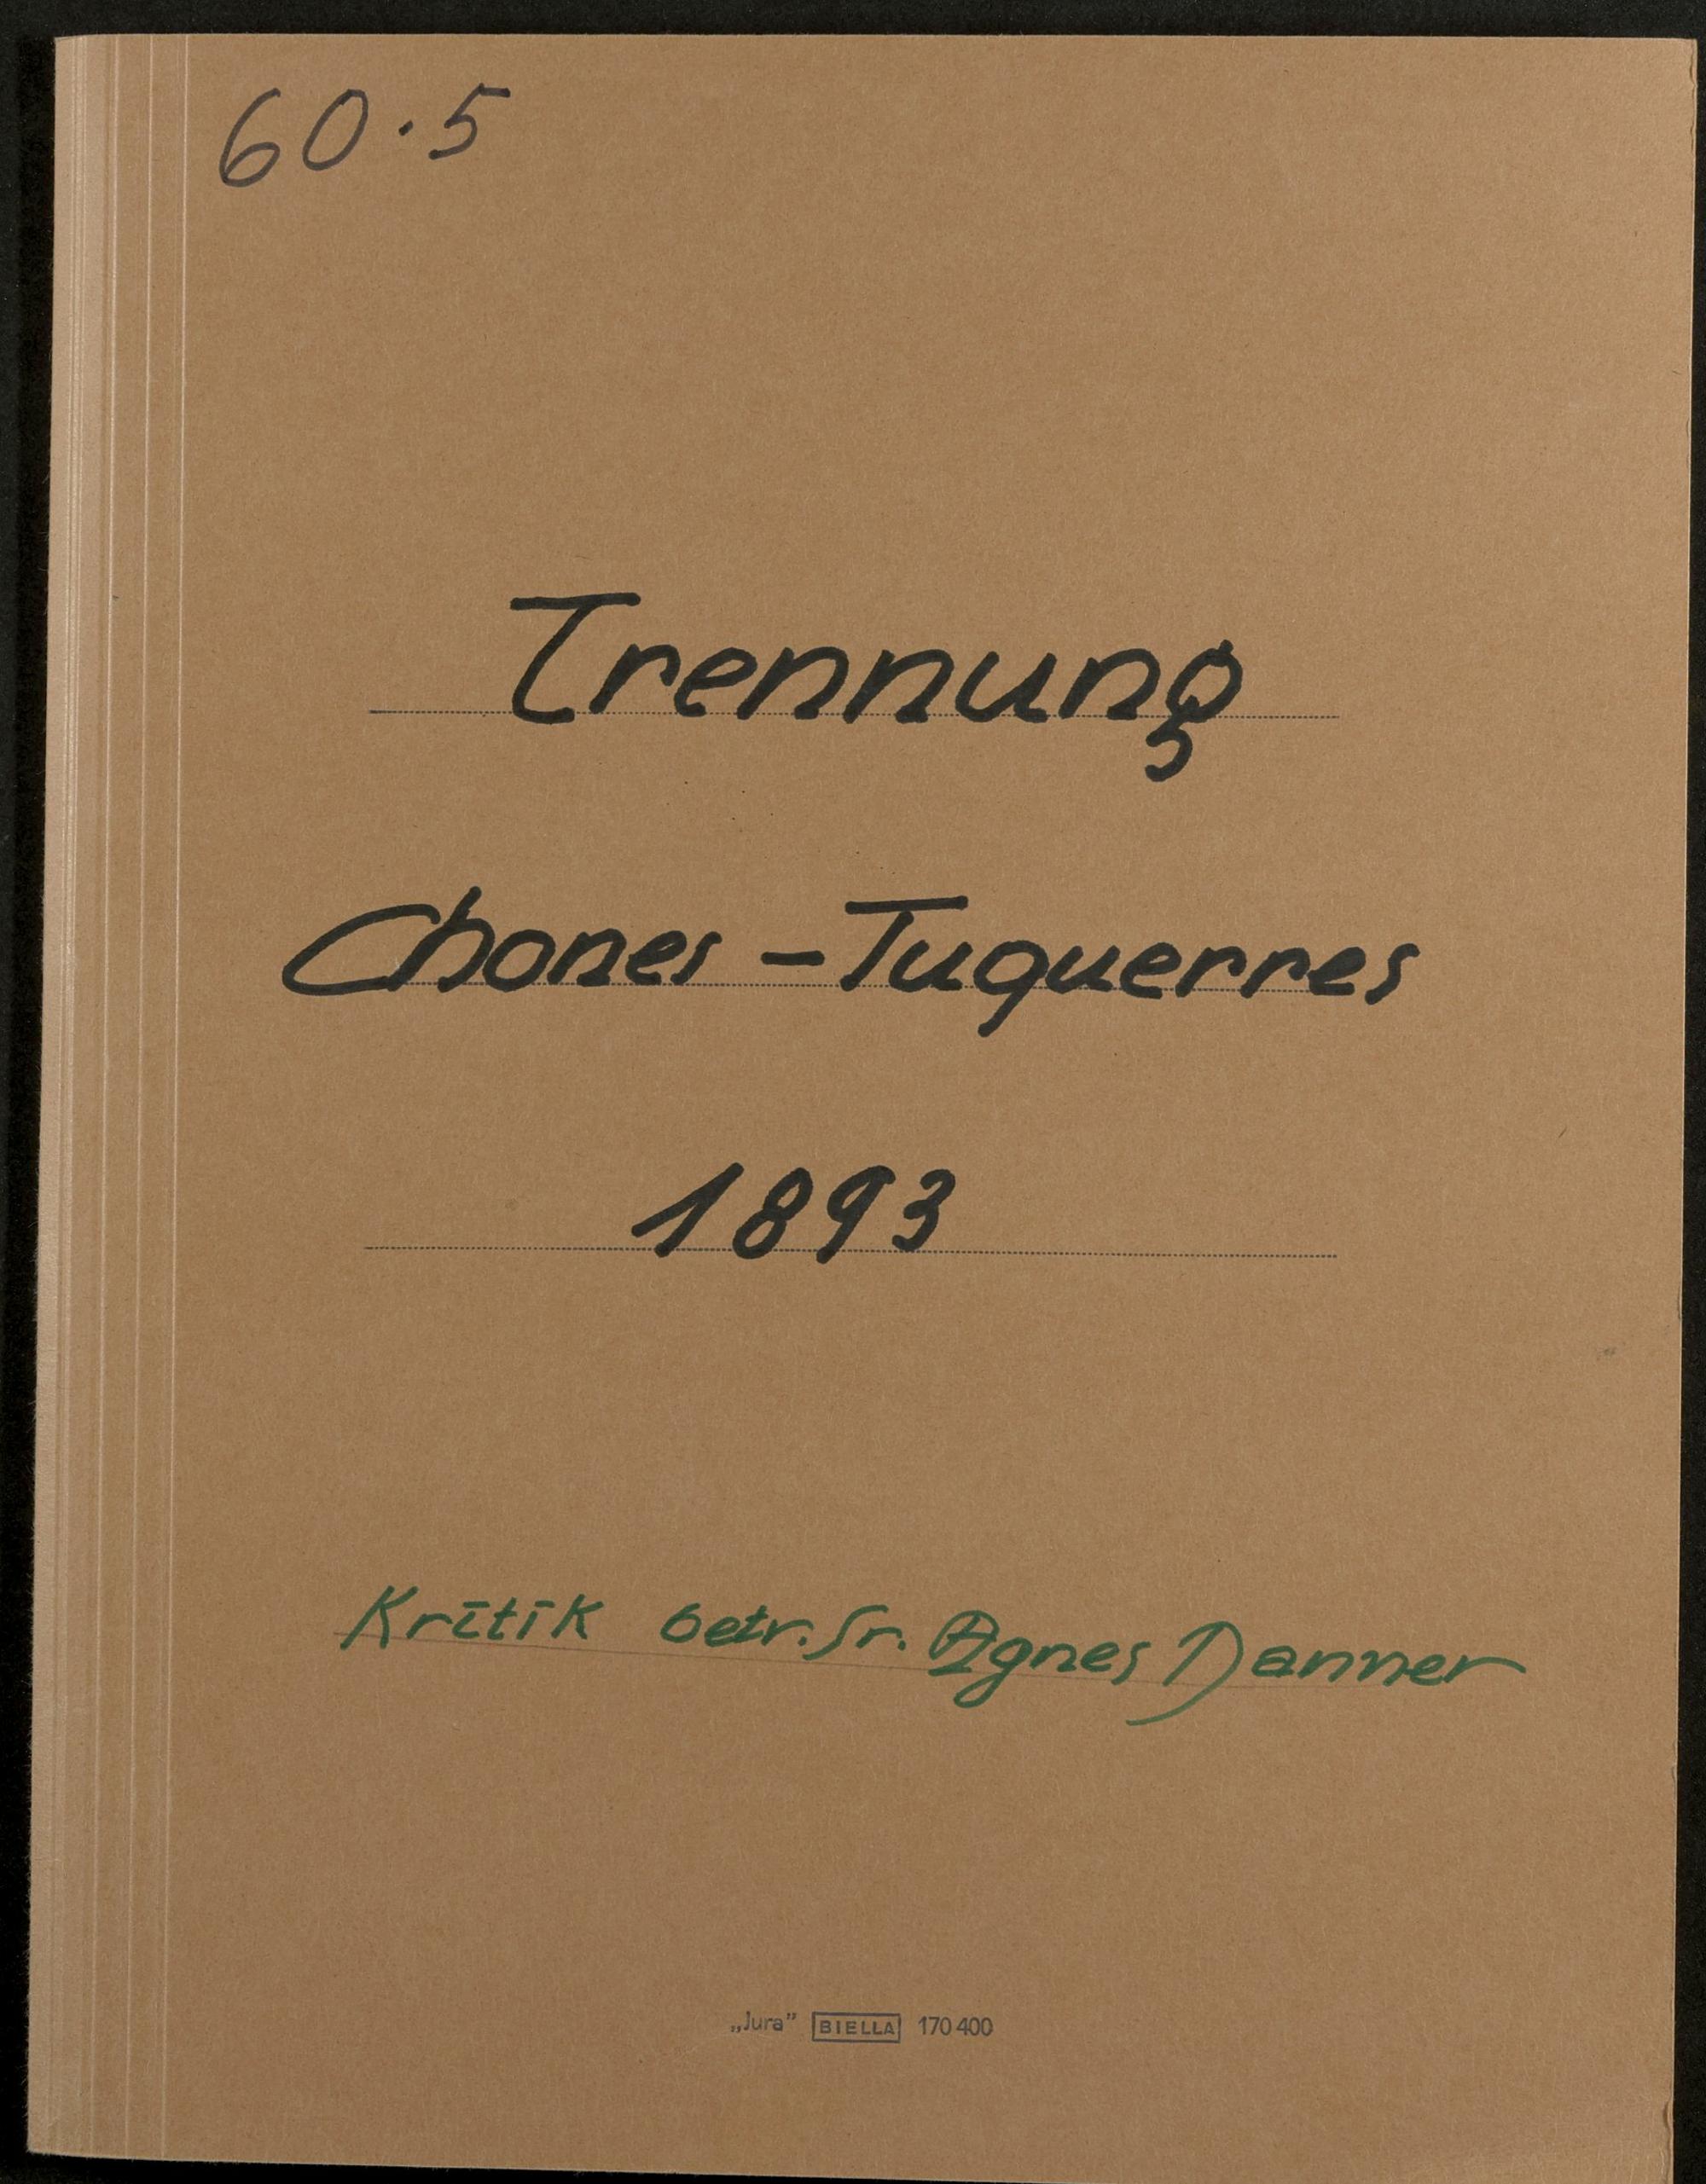 60.5
Trennung
Chones - Tuquerres
1893
Kritik betr. Sr. Agnes Danner
„Jura” BIELLA 170 400